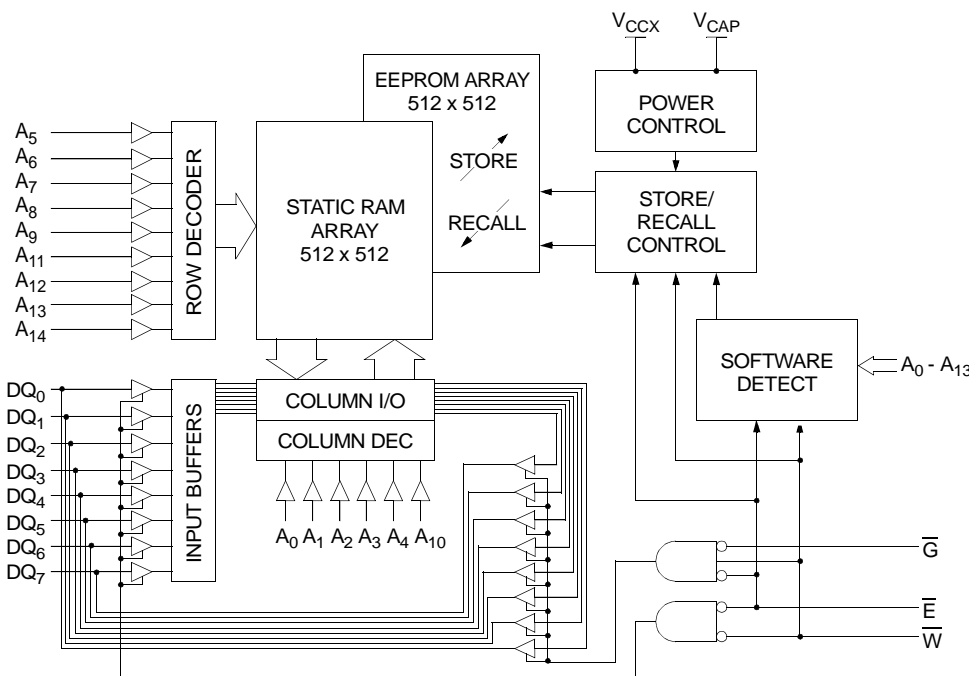 V_CCX
V_CAP
EEPROM ARRAY
512 x 512
STORE
RECALL
POWER
CONTROL
STORE/
RECALL
CONTROL
A5
A6
A7
A8
A9
A11
A12
A13
A14
ROW DECODER
STATIC RAM
ARRAY
512 x 512
SOFTWARE
DETECT
A0 - A13
DQ0
DQ1
DQ2
DQ3
DQ4
DQ5
DQ6
DQ7
INPUT BUFFERS
COLUMN I/O
COLUMN DEC
A0 A1 A2 A3 A4 A10
G̅
E̅
W̅